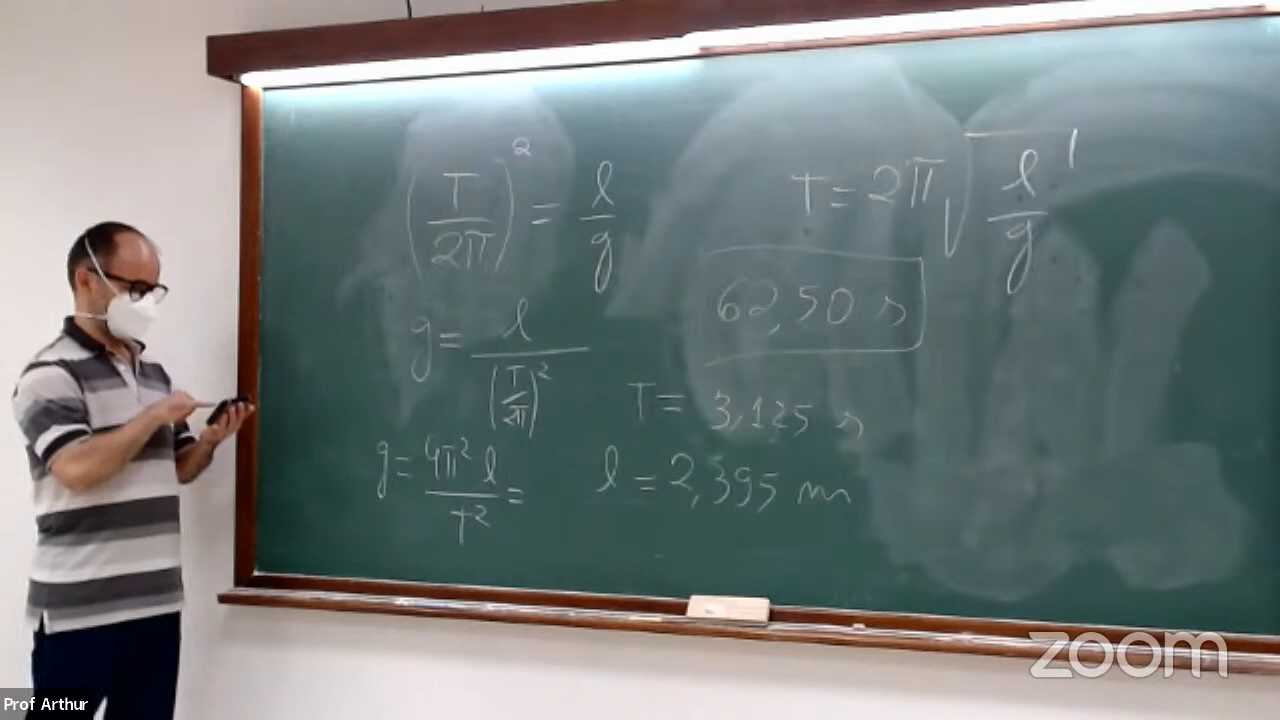 (T/2π)² = l/g
T = 2π√(l/g)
62,50 s
g = l/(T/2π)²
T = 3,125 s
g = 4π² l/T² =
l = 2,395 m
zoom
Prof Arthur